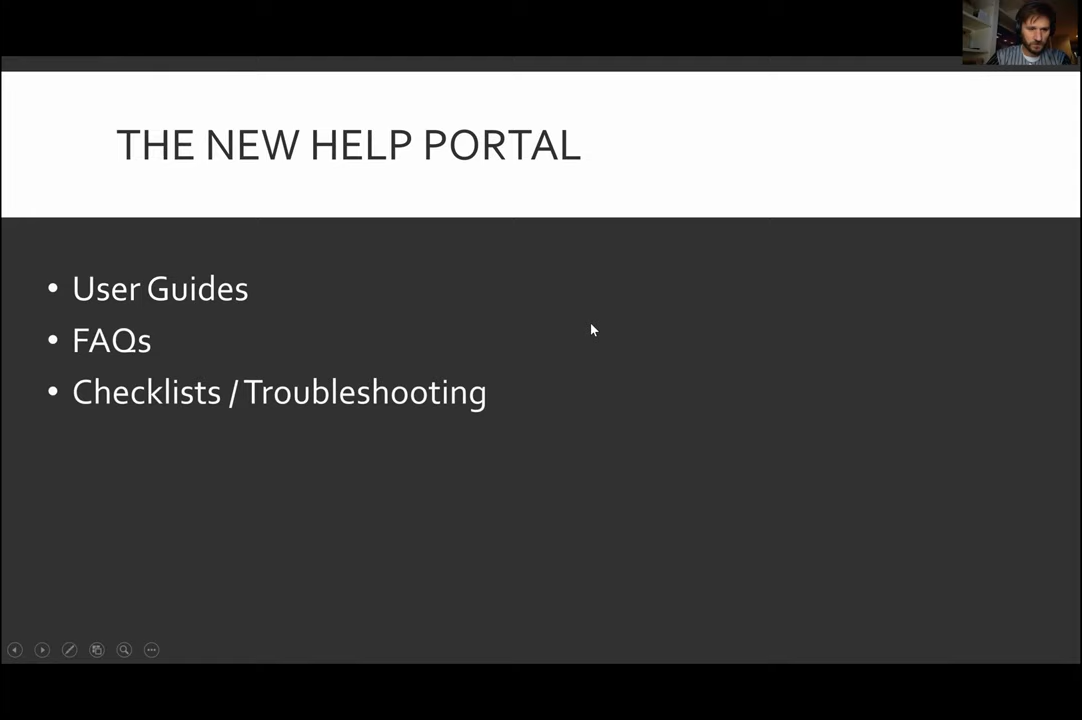 THE NEW HELP PORTAL
• User Guides
• FAQs
• Checklists / Troubleshooting